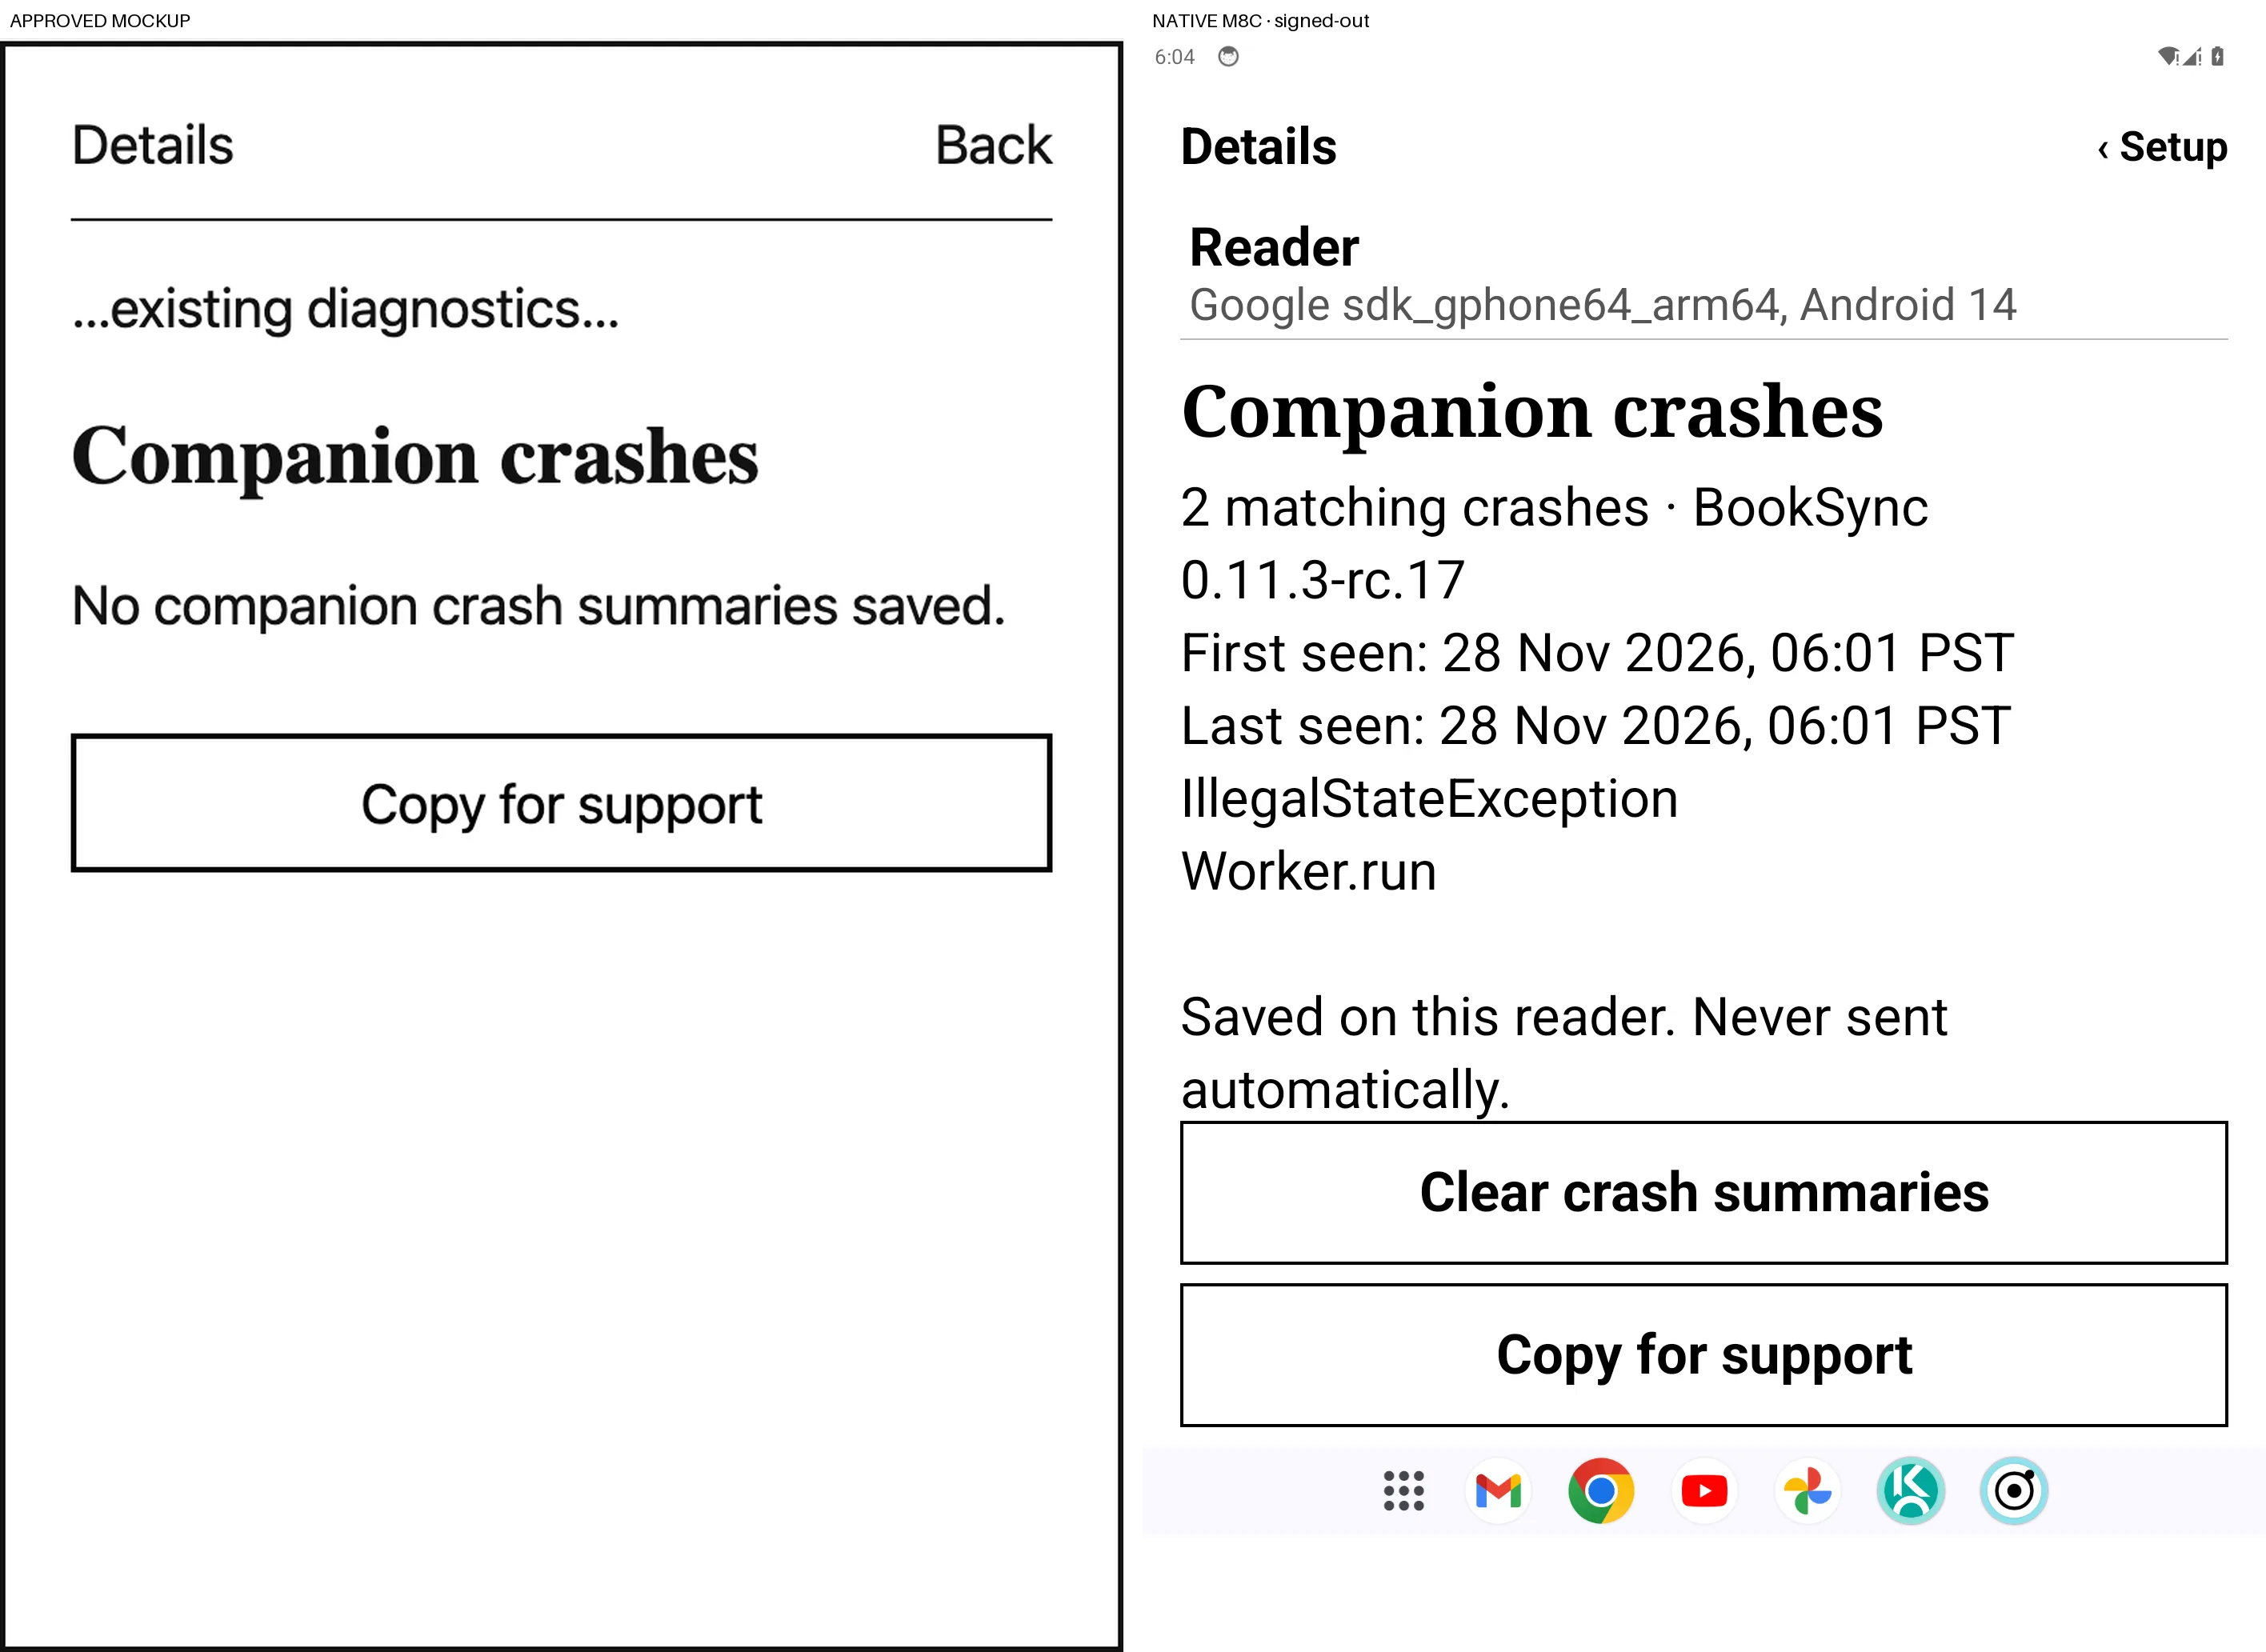 APPROVED MOCKUP
Details
Back
...existing diagnostics...
Companion crashes
No companion crash summaries saved.
Copy for support
NATIVE M8C · signed-out
6:04
Details
‹ Setup
Reader
Google sdk_gphone64_arm64, Android 14
Companion crashes
2 matching crashes · BookSync
0.11.3-rc.17
First seen: 28 Nov 2026, 06:01 PST
Last seen: 28 Nov 2026, 06:01 PST
IllegalStateException
Worker.run
Saved on this reader. Never sent
automatically.
Clear crash summaries
Copy for support